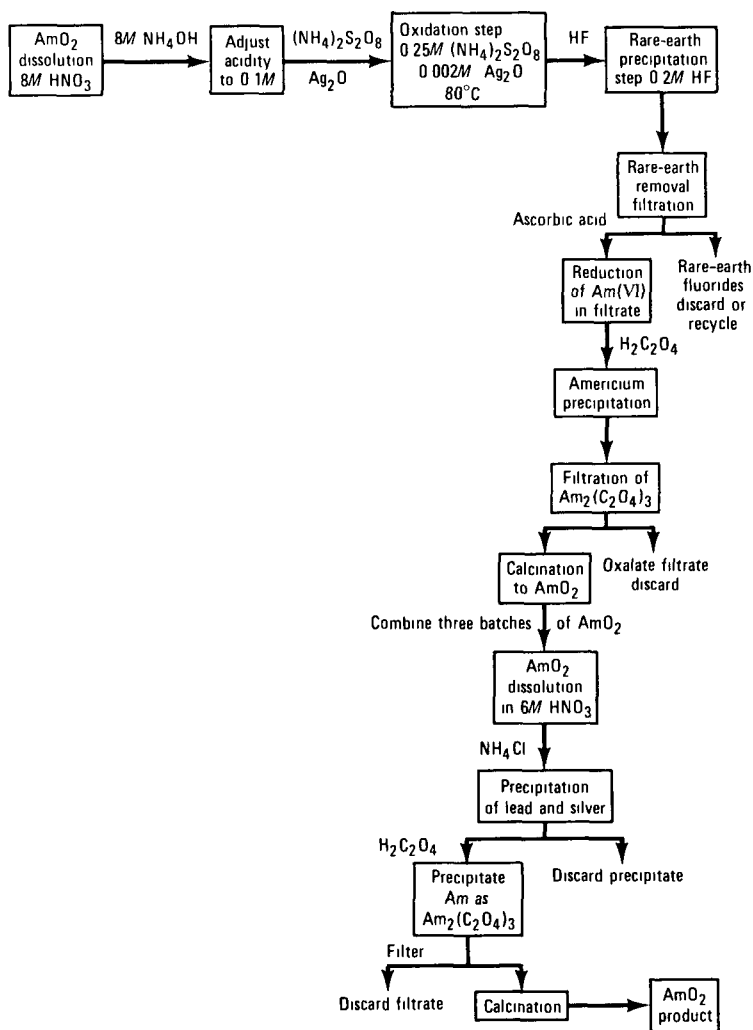 AmO2
dissolution
8M HNO3
8M NH4OH
Adjust
acidity
to 0 1M
(NH4)2S2O8
Ag2O
Oxidation step
0 25M (NH4)2S2O8
0 002M Ag2O
80°C
HF
Rare-earth
precipitation
step 0 2M HF
Rare-earth
removal
filtration
Ascorbic acid
Reduction
of Am(VI)
in filtrate
Rare-earth
fluorides
discard or
recycle
H2C2O4
Americium
precipitation
Filtration of
Am2(C2O4)3
Calcination
to AmO2
Oxalate filtrate
discard
Combine three batches of AmO2
AmO2
dissolution
in 6M HNO3
NH4Cl
Precipitation
of lead and silver
H2C2O4
Precipitate
Am as
Am2(C2O4)3
Discard precipitate
Filter
Discard filtrate
Calcination
AmO2
product